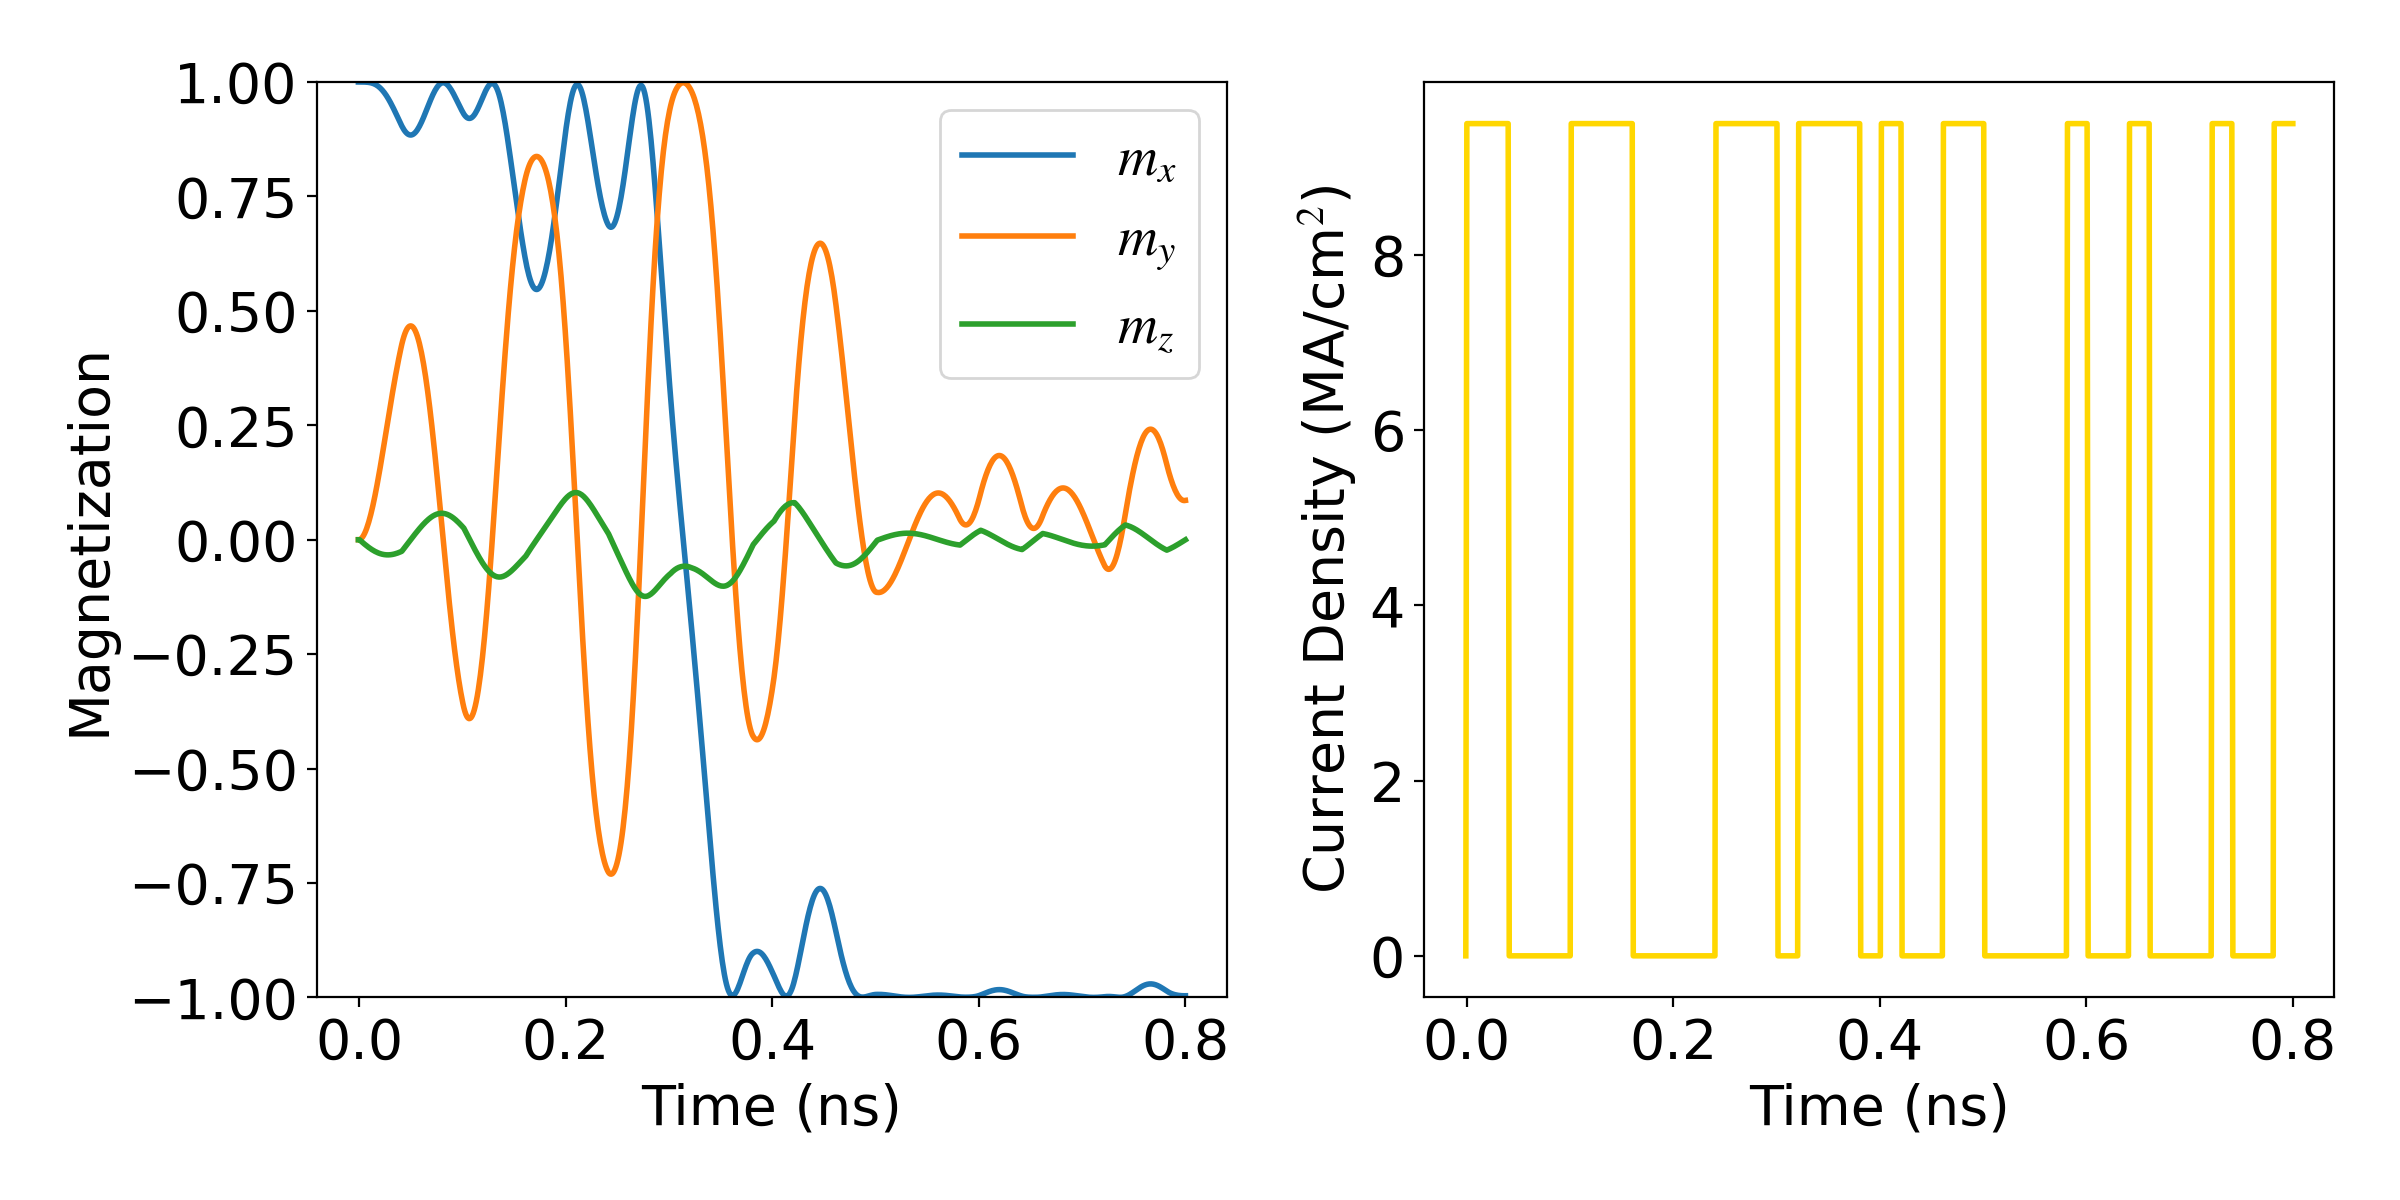 1.00
0.75
0.50
0.25
0.00
−0.25
−0.50
−0.75
−1.00
Magnetization
0.0 0.2 0.4 0.6 0.8
Time (ns)
m_x
m_y
m_z
8
6
4
2
0
Current Density (MA/cm²)
0.0 0.2 0.4 0.6 0.8
Time (ns)